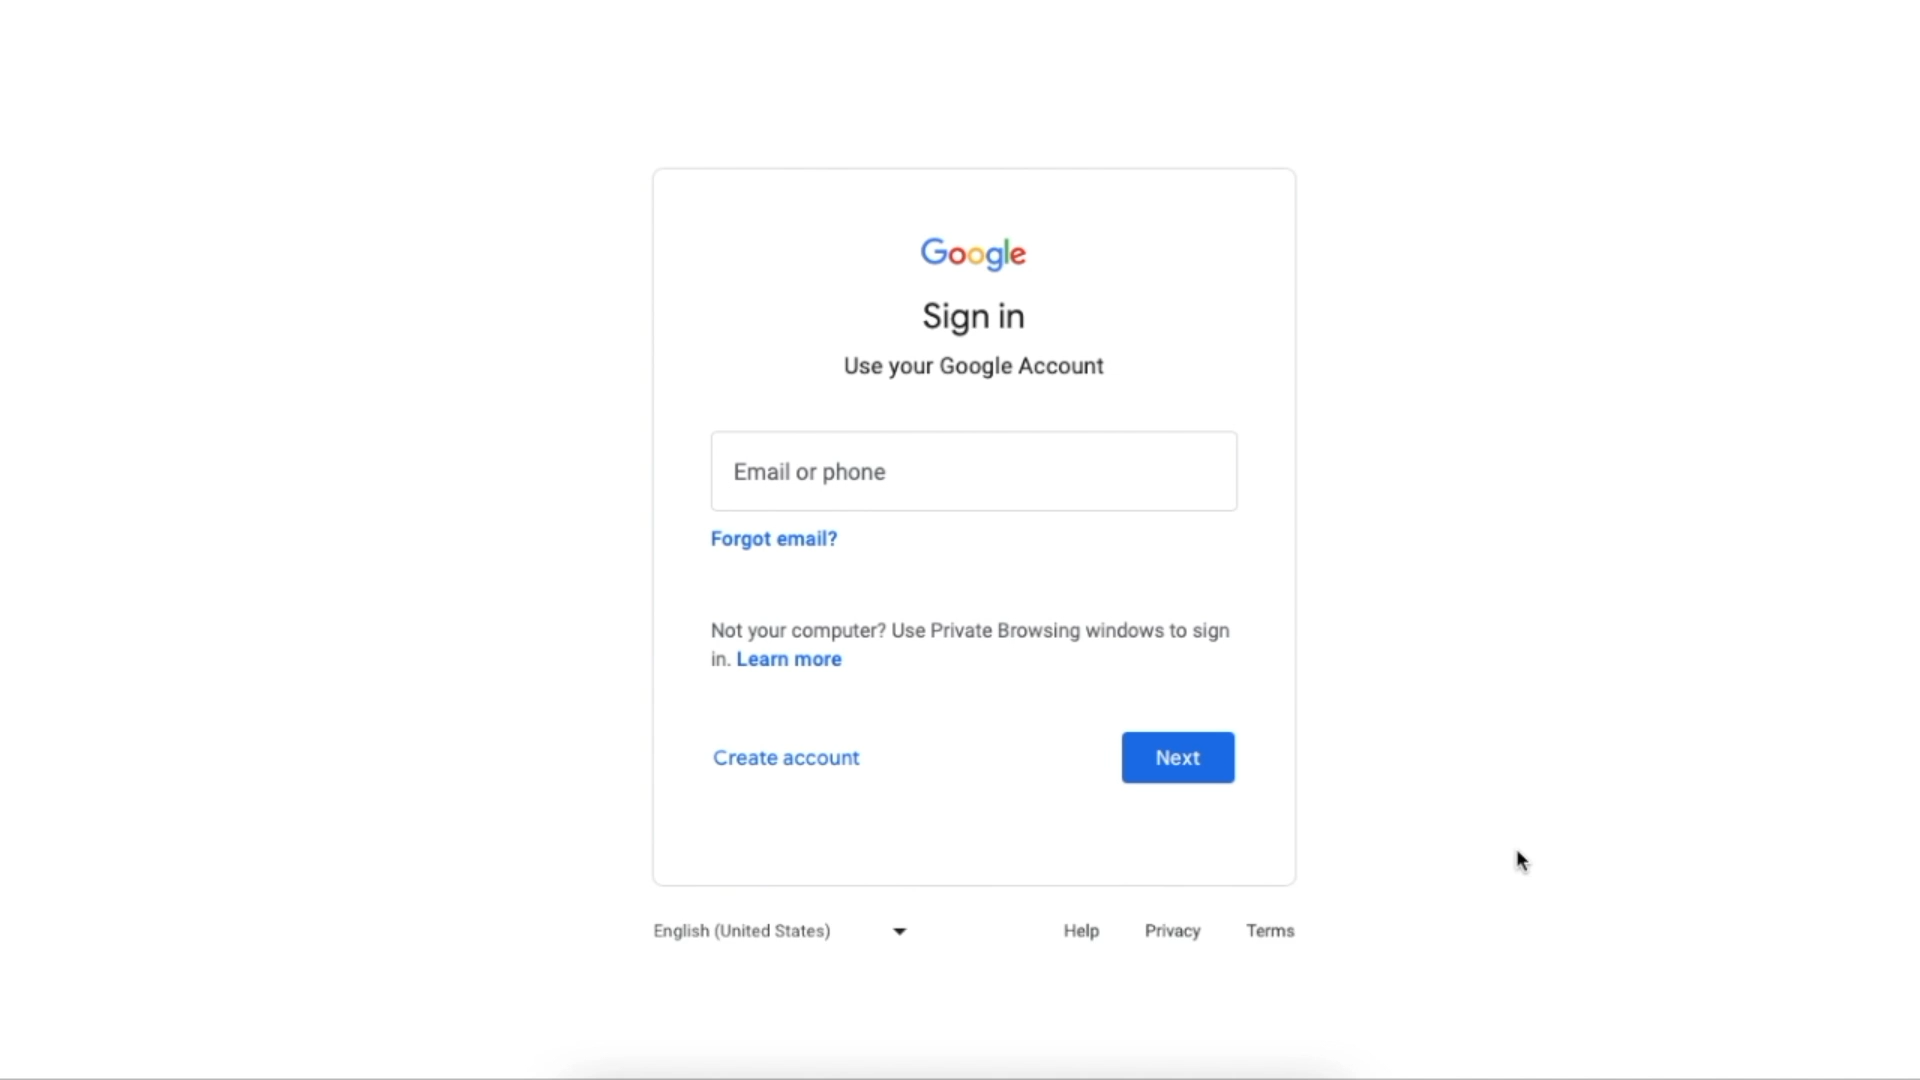 Google
Sign in
Use your Google Account
Email or phone
Forgot email?
Not your computer? Use Private Browsing windows to sign
in. Learn more
Create account
Next
English (United States)
Help
Privacy
Terms